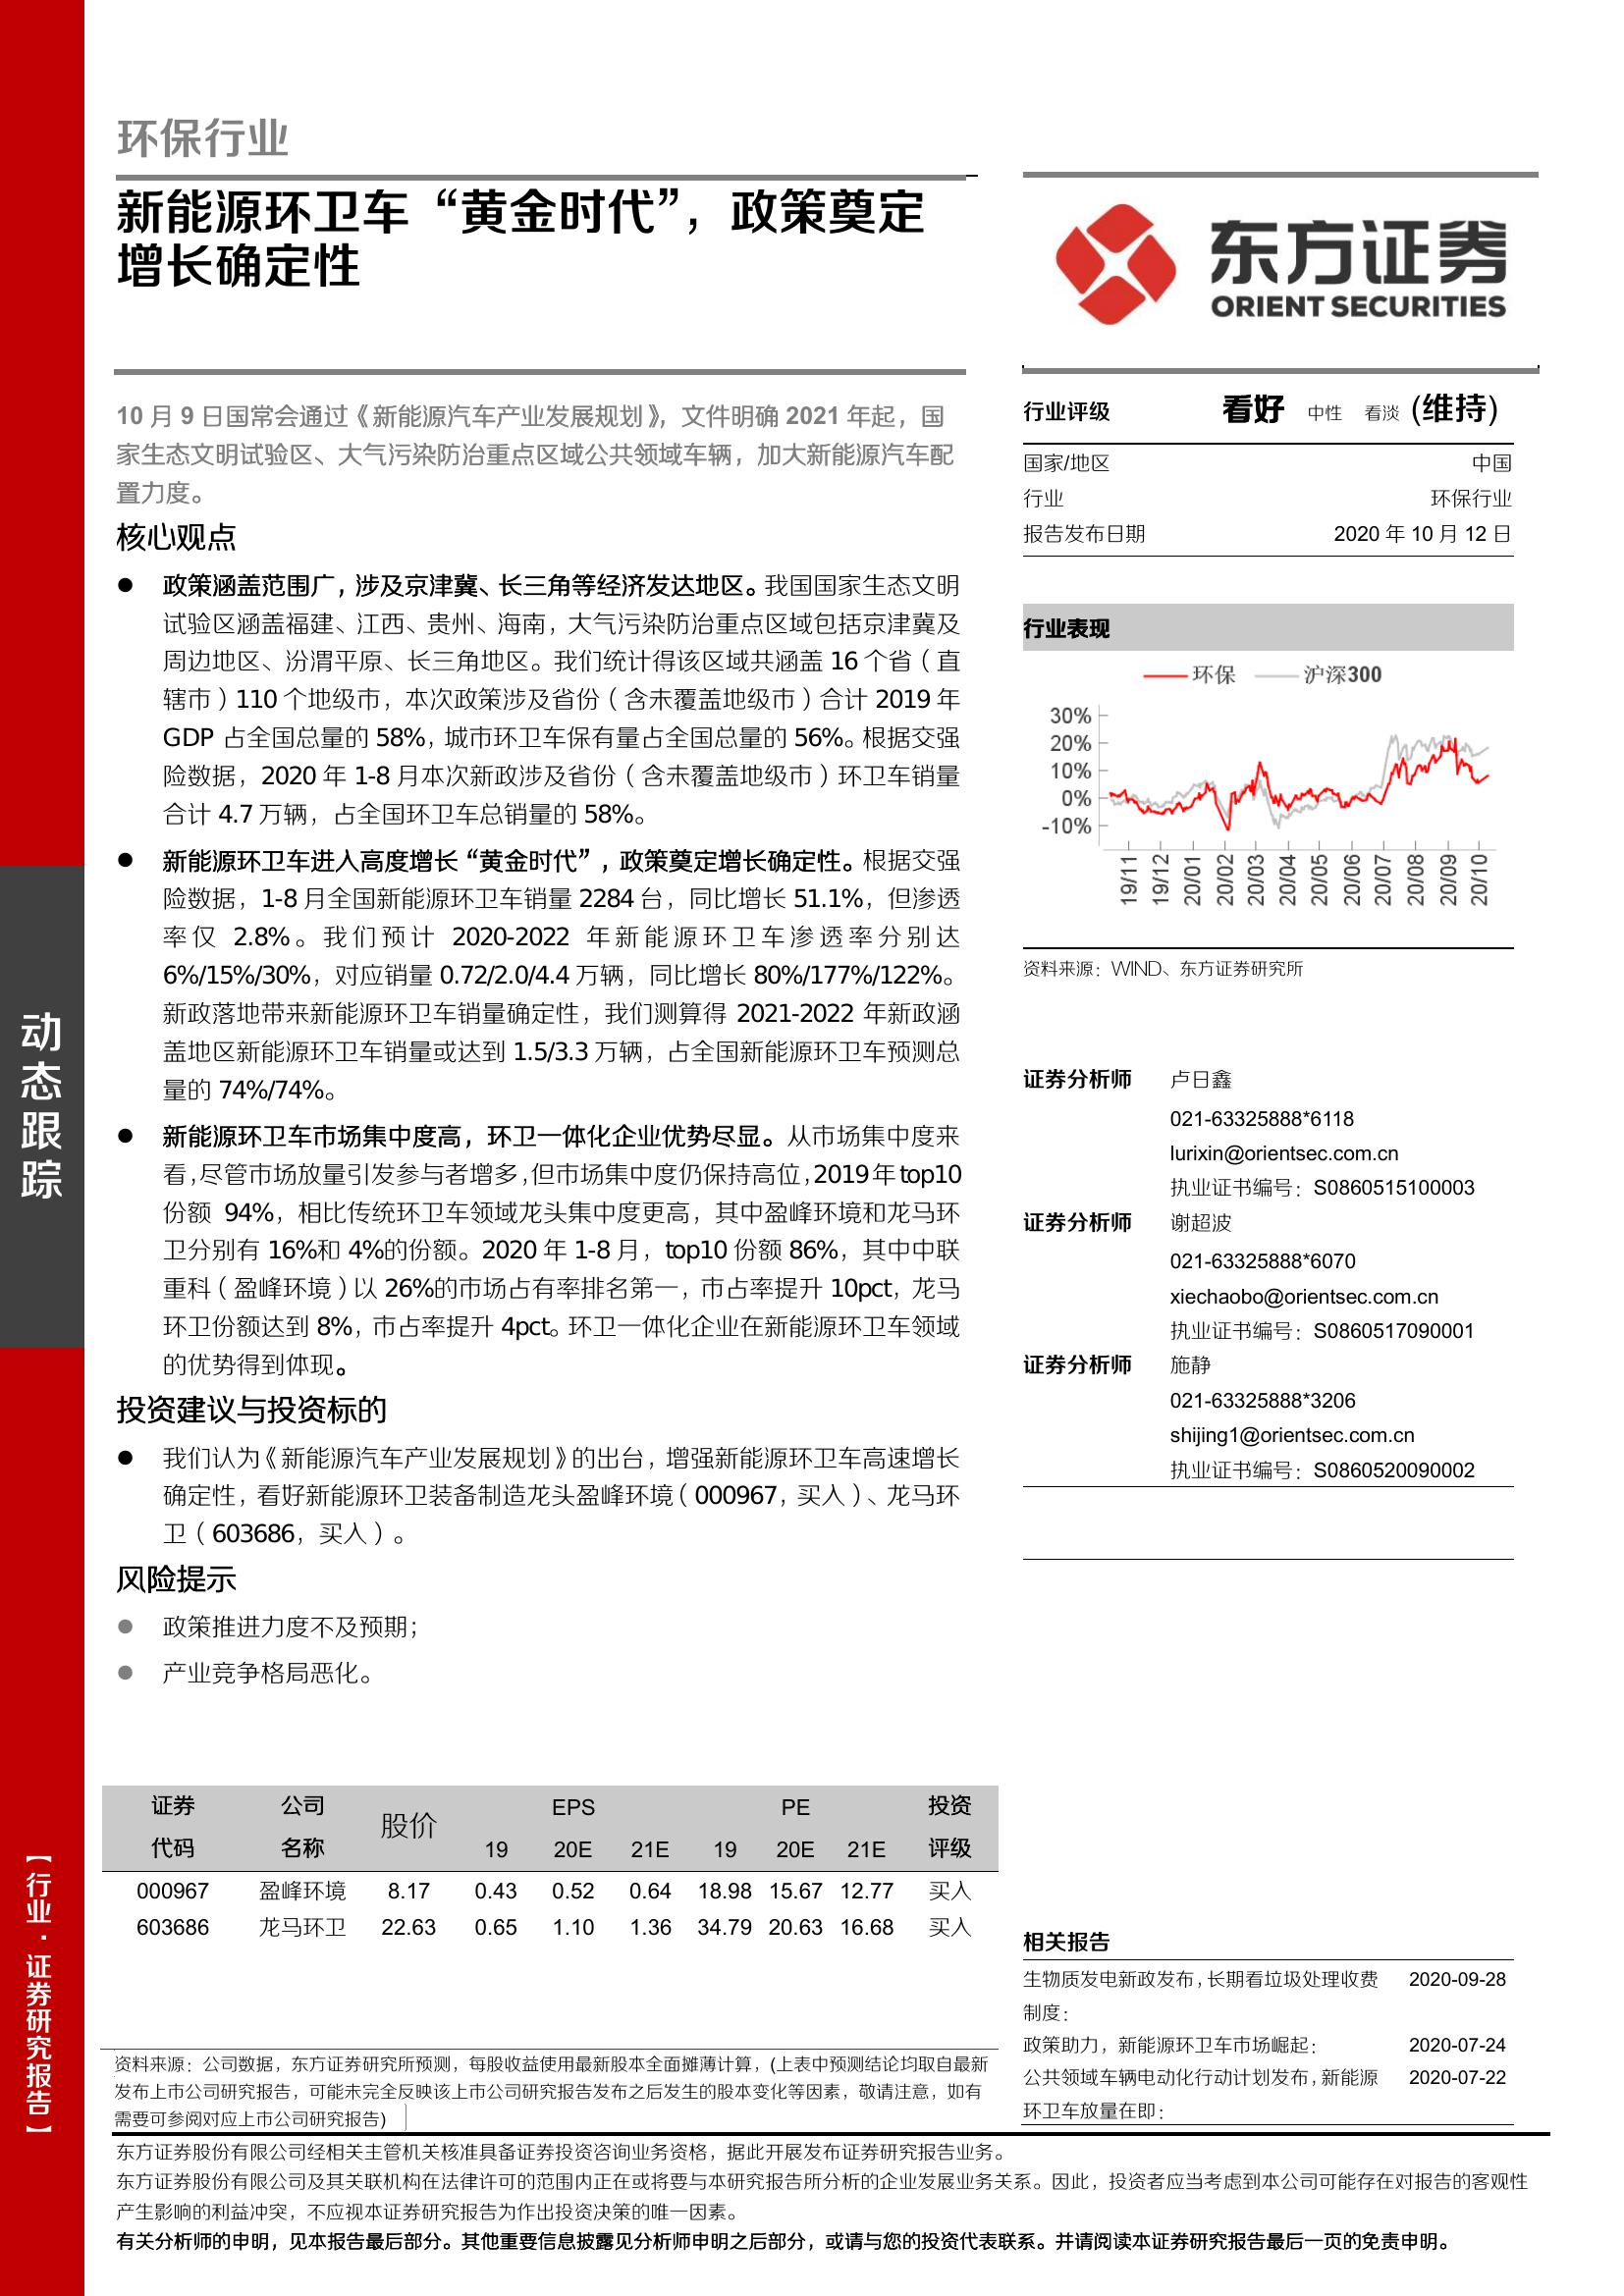 环保行业
新能源环卫车“黄金时代”，政策奠定
增长确定性
东方证券
ORIENT SECURITIES
10 月 9 日国常会通过《新能源汽车产业发展规划》，文件明确 2021 年起，国
家生态文明试验区、大气污染防治重点区域公共领域车辆，加大新能源汽车配
置力度。
核心观点
● 政策涵盖范围广，涉及京津冀、长三角等经济发达地区。我国国家生态文明
试验区涵盖福建、江西、贵州、海南，大气污染防治重点区域包括京津冀及
周边地区、汾渭平原、长三角地区。我们统计得该区域共涵盖 16 个省（直
辖市）110 个地级市，本次政策涉及省份（含未覆盖地级市）合计 2019 年
GDP 占全国总量的 58%，城市环卫车保有量占全国总量的 56%。根据交强
险数据，2020 年 1-8 月本次新政涉及省份（含未覆盖地级市）环卫车销量
合计 4.7 万辆，占全国环卫车总销量的 58%。
● 新能源环卫车进入高度增长“黄金时代”，政策奠定增长确定性。根据交强
险数据，1-8 月全国新能源环卫车销量 2284 台，同比增长 51.1%，但渗透
率仅 2.8%。我们预计 2020-2022 年新能源环卫车渗透率分别达
6%/15%/30%，对应销量 0.72/2.0/4.4 万辆，同比增长 80%/177%/122%。
新政落地带来新能源环卫车销量确定性，我们测算得 2021-2022 年新政涵
盖地区新能源环卫车销量或达到 1.5/3.3 万辆，占全国新能源环卫车预测总
量的 74%/74%。
● 新能源环卫车市场集中度高，环卫一体化企业优势尽显。从市场集中度来
看，尽管市场放量引发参与者增多，但市场集中度仍保持高位，2019 年 top10
份额 94%，相比传统环卫车领域龙头集中度更高，其中盈峰环境和龙马环
卫分别有 16%和 4%的份额。2020 年 1-8 月，top10 份额 86%，其中中联
重科（盈峰环境）以 26%的市场占有率排名第一，市占率提升 10pct，龙马
环卫份额达到 8%，市占率提升 4pct。环卫一体化企业在新能源环卫车领域
的优势得到体现。
投资建议与投资标的
● 我们认为《新能源汽车产业发展规划》的出台，增强新能源环卫车高速增长
确定性，看好新能源环卫装备制造龙头盈峰环境（000967，买入）、龙马环
卫（603686，买入）。
风险提示
● 政策推进力度不及预期；
● 产业竞争格局恶化。
证券 公司 股价 EPS PE 投资
代码 名称 19 20E 21E 19 20E 21E 评级
000967 盈峰环境 8.17 0.43 0.52 0.64 18.98 15.67 12.77 买入
603686 龙马环卫 22.63 0.65 1.10 1.36 34.79 20.63 16.68 买入
资料来源：公司数据，东方证券研究所预测，每股收益使用最新股本全面摊薄计算，(上表中预测结论均取自最新
发布上市公司研究报告，可能未完全反映该上市公司研究报告发布之后发生的股本变化等因素，敬请注意，如有
需要可参阅对应上市公司研究报告)
行业评级 看好 中性 看淡 (维持)
国家/地区 中国
行业 环保行业
报告发布日期 2020 年 10 月 12 日
行业表现
环保 沪深300
30%
20%
10%
0%
-10%
19/11 19/12 20/01 20/02 20/03 20/04 20/05 20/06 20/07 20/08 20/09 20/10
资料来源：WIND、东方证券研究所
证券分析师 卢日鑫
021-63325888*6118
lurixin@orientsec.com.cn
执业证书编号：S0860515100003
证券分析师 谢超波
021-63325888*6070
xiechaobo@orientsec.com.cn
执业证书编号：S0860517090001
证券分析师 施静
021-63325888*3206
shijing1@orientsec.com.cn
执业证书编号：S0860520090002
相关报告
生物质发电新政发布，长期看垃圾处理收费 2020-09-28
制度：
政策助力，新能源环卫车市场崛起： 2020-07-24
公共领域车辆电动化行动计划发布，新能源 2020-07-22
环卫车放量在即：
东方证券股份有限公司经相关主管机关核准具备证券投资咨询业务资格，据此开展发布证券研究报告业务。
东方证券股份有限公司及其关联机构在法律许可的范围内正在或将要与本研究报告所分析的企业发展业务关系。因此，投资者应当考虑到本公司可能存在对报告的客观性
产生影响的利益冲突，不应视本证券研究报告为作出投资决策的唯一因素。
有关分析师的申明，见本报告最后部分。其他重要信息披露见分析师申明之后部分，或请与您的投资代表联系。并请阅读本证券研究报告最后一页的免责申明。
动态跟踪
【行业·证券研究报告】